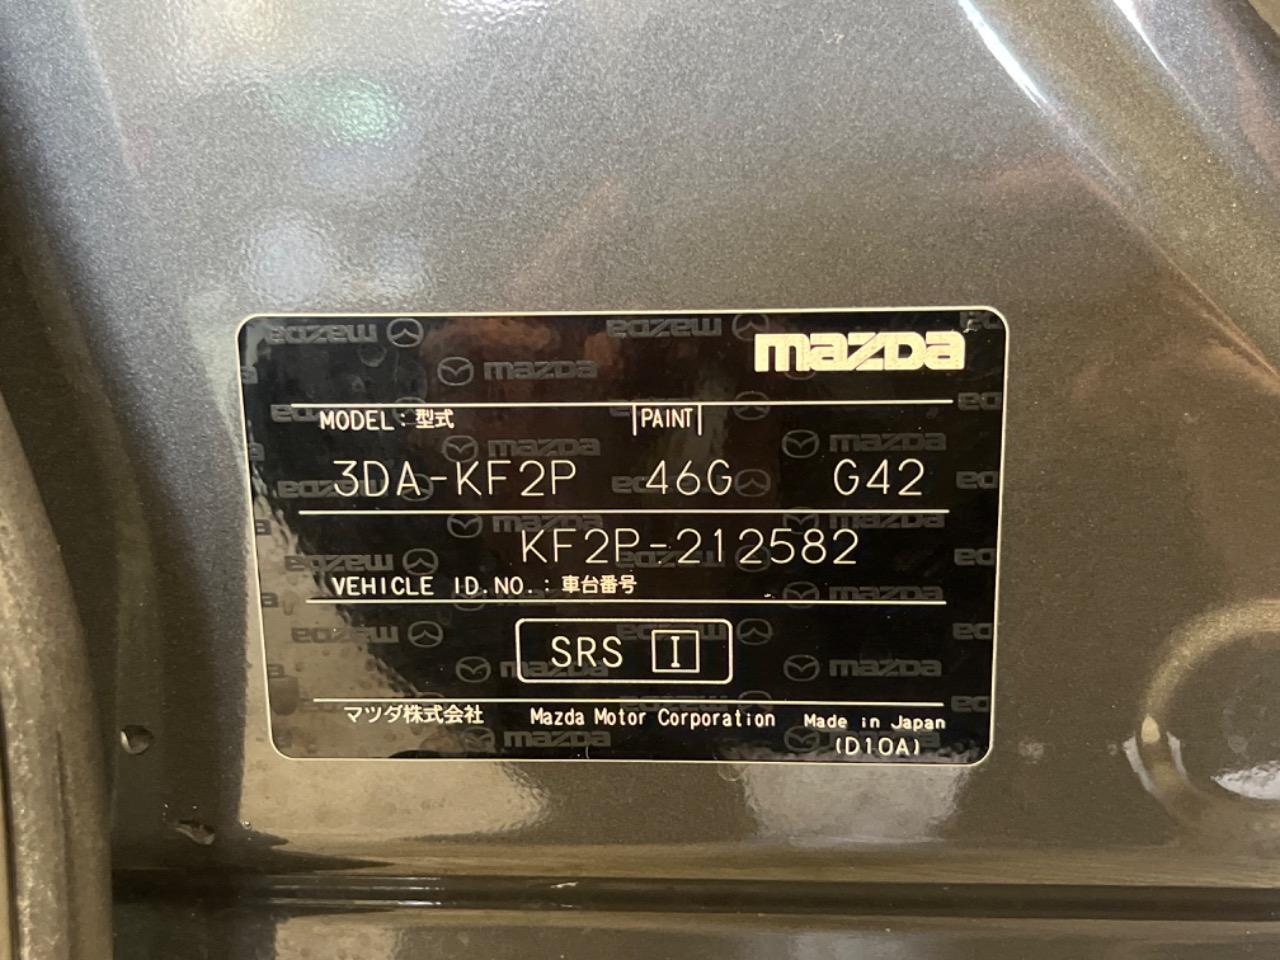 mazda
MODEL：型式 PAINT
3DA-KF2P 46G G42
KF2P-212582
VEHICLE ID.NO.：車台番号
SRS I
マツダ株式会社 Mazda Motor Corporation Made in Japan
(D10A)